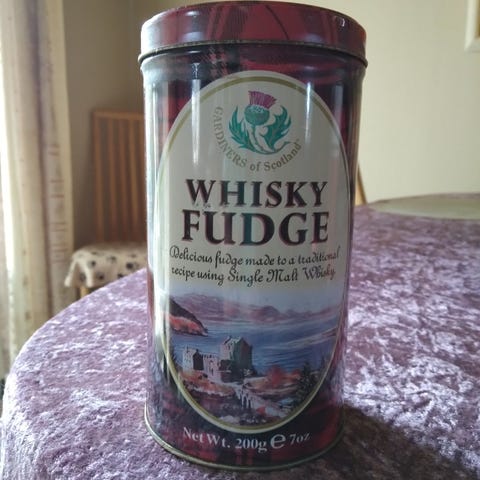 GARDINERS of Scotland
WHISKY
FUDGE
Delicious fudge made to a traditional
recipe using Single Malt Whisky.
Net Wt. 200g e 7oz